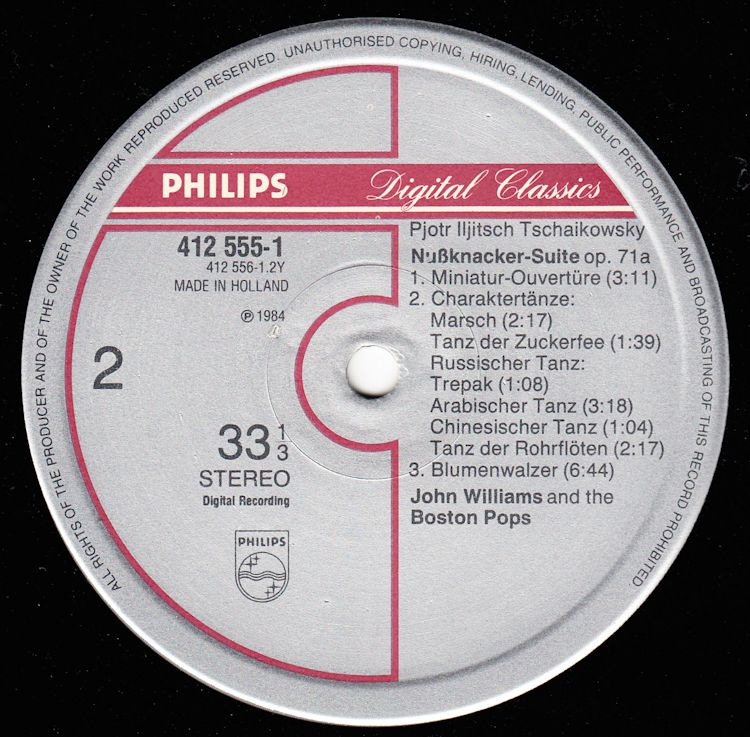 ALL RIGHTS OF THE PRODUCER AND OF THE OWNER OF THE WORK REPRODUCED RESERVED. UNAUTHORISED COPYING, HIRING, LENDING, PUBLIC PERFORMANCE AND BROADCASTING OF THIS RECORD PROHIBITED
PHILIPS Digital Classics
412 555-1
412 556-1.2Y
MADE IN HOLLAND
℗ 1984
2
33 1/3
STEREO
Digital Recording
PHILIPS
Pjotr Iljitsch Tschaikowsky
Nußknacker-Suite op. 71a
1. Miniatur-Ouvertüre (3:11)
2. Charaktertänze:
Marsch (2:17)
Tanz der Zuckerfee (1:39)
Russischer Tanz:
Trepak (1:08)
Arabischer Tanz (3:18)
Chinesischer Tanz (1:04)
Tanz der Rohrflöten (2:17)
3. Blumenwalzer (6:44)
John Williams and the
Boston Pops